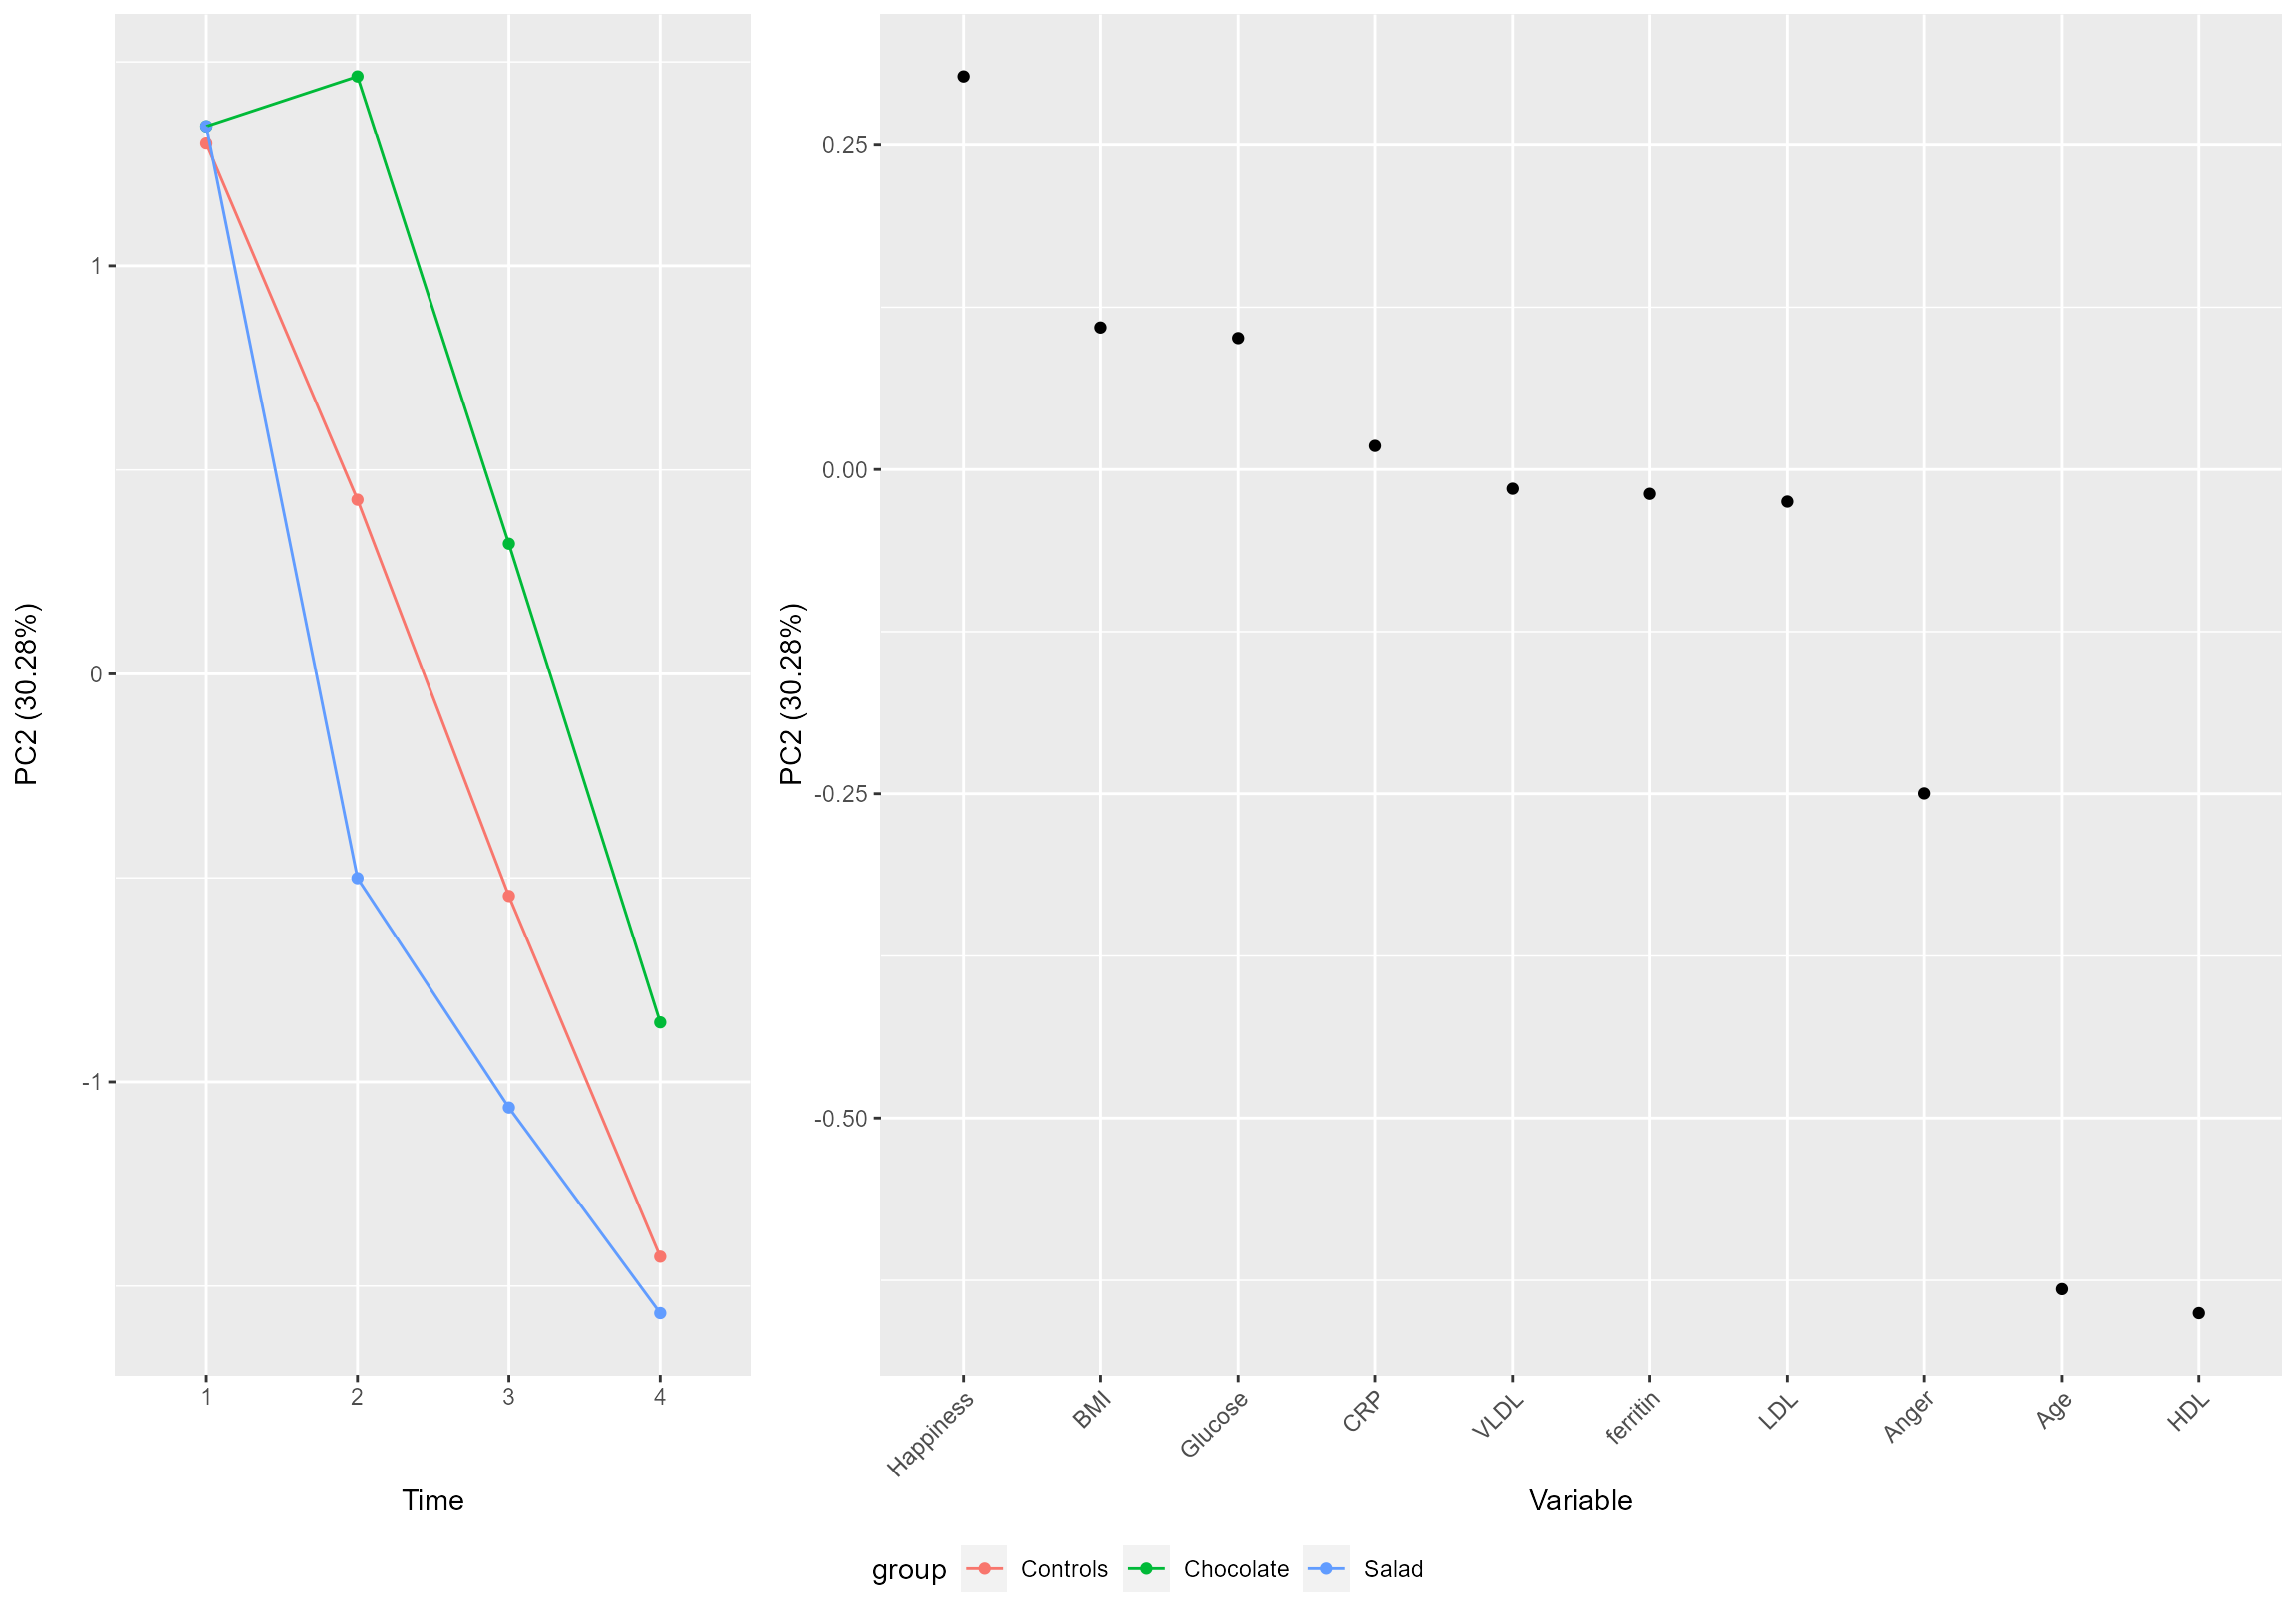 PC2 (30.28%)
1
0
-1
1 2 3 4
Time
PC2 (30.28%)
0.25
0.00
-0.25
-0.50
Happiness BMI Glucose CRP VLDL ferritin LDL Anger Age HDL
Variable
group Controls Chocolate Salad